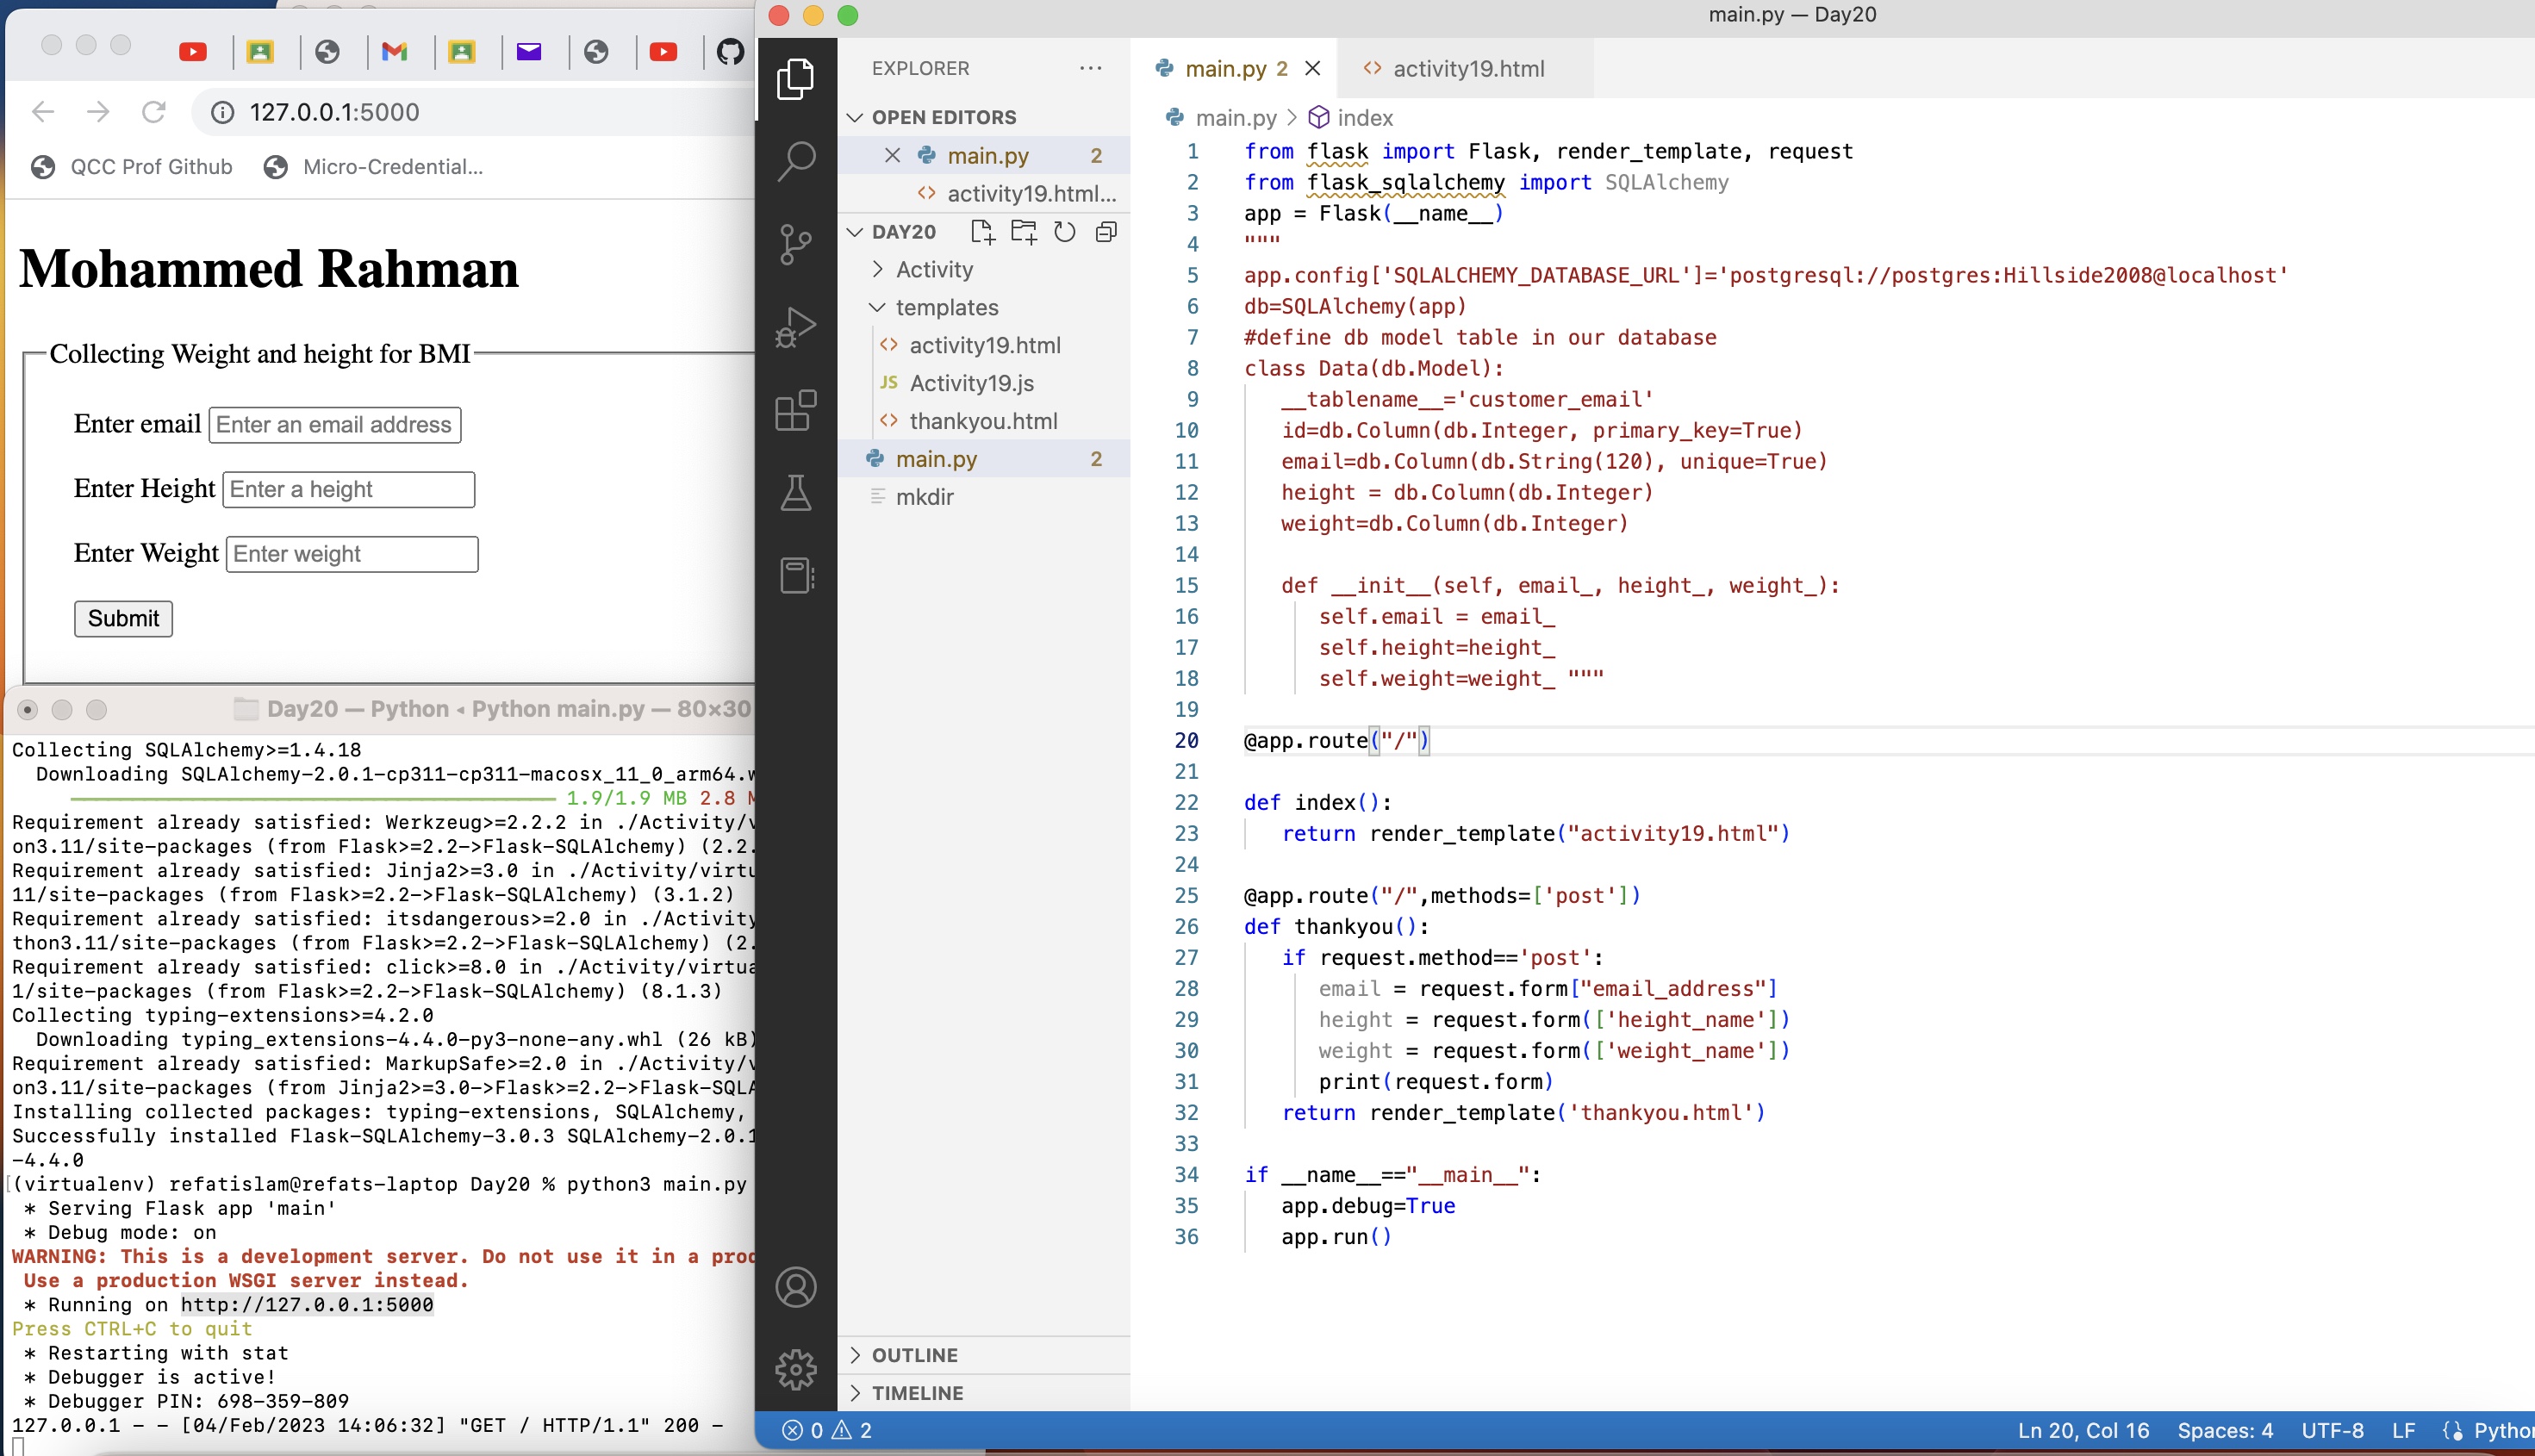 127.0.0.1:5000
QCC Prof Github
Micro-Credential...
Mohammed Rahman
Collecting Weight and height for BMI
Enter email Enter an email address
Enter Height Enter a height
Enter Weight Enter weight
Submit
Day20 — Python ◂ Python main.py — 80×30
Collecting SQLAlchemy>=1.4.18
Downloading SQLAlchemy-2.0.1-cp311-cp311-macosx_11_0_arm64.w
1.9/1.9 MB 2.8 M
Requirement already satisfied: Werkzeug>=2.2.2 in ./Activity/v
on3.11/site-packages (from Flask>=2.2->Flask-SQLAlchemy) (2.2.
Requirement already satisfied: Jinja2>=3.0 in ./Activity/virtu
11/site-packages (from Flask>=2.2->Flask-SQLAlchemy) (3.1.2)
Requirement already satisfied: itsdangerous>=2.0 in ./Activity
thon3.11/site-packages (from Flask>=2.2->Flask-SQLAlchemy) (2.
Requirement already satisfied: click>=8.0 in ./Activity/virtua
1/site-packages (from Flask>=2.2->Flask-SQLAlchemy) (8.1.3)
Collecting typing-extensions>=4.2.0
Downloading typing_extensions-4.4.0-py3-none-any.whl (26 kB)
Requirement already satisfied: MarkupSafe>=2.0 in ./Activity/v
on3.11/site-packages (from Jinja2>=3.0->Flask>=2.2->Flask-SQLA
Installing collected packages: typing-extensions, SQLAlchemy,
Successfully installed Flask-SQLAlchemy-3.0.3 SQLAlchemy-2.0.1
-4.4.0
[(virtualenv) refatislam@refats-laptop Day20 % python3 main.py
* Serving Flask app 'main'
* Debug mode: on
WARNING: This is a development server. Do not use it in a prod
Use a production WSGI server instead.
* Running on http://127.0.0.1:5000
Press CTRL+C to quit
* Restarting with stat
* Debugger is active!
* Debugger PIN: 698-359-809
127.0.0.1 - - [04/Feb/2023 14:06:32] "GET / HTTP/1.1" 200 -
main.py — Day20
EXPLORER ...
OPEN EDITORS
main.py 2
activity19.html...
DAY20
Activity
templates
activity19.html
JS Activity19.js
thankyou.html
main.py 2
mkdir
OUTLINE
TIMELINE
main.py 2
activity19.html
main.py > index
1 from flask import Flask, render_template, request
2 from flask_sqlalchemy import SQLAlchemy
3 app = Flask(__name__)
4 """
5 app.config['SQLALCHEMY_DATABASE_URL']='postgresql://postgres:Hillside2008@localhost'
6 db=SQLAlchemy(app)
7 #define db model table in our database
8 class Data(db.Model):
9 __tablename__='customer_email'
10 id=db.Column(db.Integer, primary_key=True)
11 email=db.Column(db.String(120), unique=True)
12 height = db.Column(db.Integer)
13 weight=db.Column(db.Integer)
14
15 def __init__(self, email_, height_, weight_):
16 self.email = email_
17 self.height=height_
18 self.weight=weight_ """
19
20 @app.route("/")
21
22 def index():
23 return render_template("activity19.html")
24
25 @app.route("/",methods=['post'])
26 def thankyou():
27 if request.method=='post':
28 email = request.form["email_address"]
29 height = request.form(['height_name'])
30 weight = request.form(['weight_name'])
31 print(request.form)
32 return render_template('thankyou.html')
33
34 if __name__=="__main__":
35 app.debug=True
36 app.run()
0 2
Ln 20, Col 16 Spaces: 4 UTF-8 LF Python